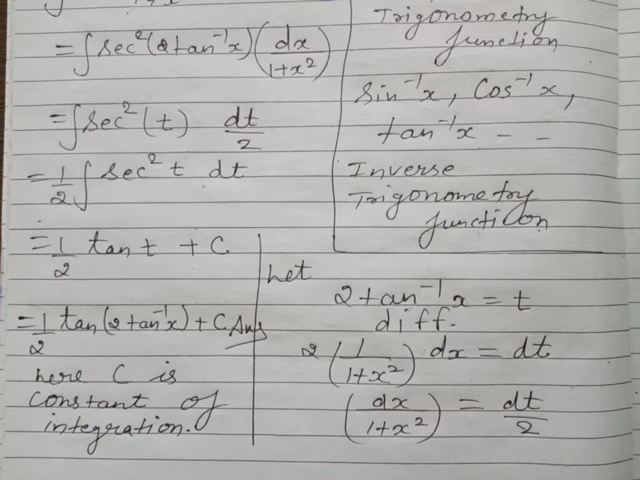 = ∫ sec²(2tan⁻¹x) (dx/1+x²)
= ∫ sec²(t) dt/2
= 1/2 ∫ sec² t dt
= 1/2 tan t + C
= 1/2 tan(2tan⁻¹x) + C Ans
here C is
constant of
integration.
Trigonometry
function
sin⁻¹x, Cos⁻¹x,
tan⁻¹x - -
Inverse
Trigonometry
function
Let
2tan⁻¹x = t
diff.
2 (1/1+x²) dx = dt
(dx/1+x²) = dt/2